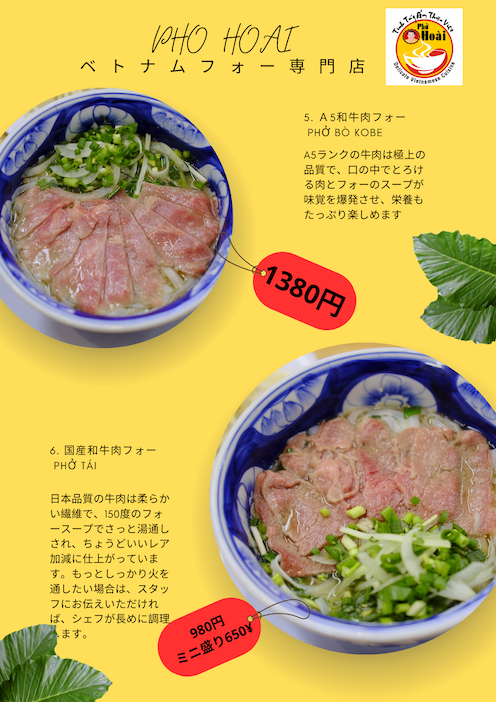 PHO HOAI
ベトナムフォー専門店
Tinh Túy Ẩm Thực Việt
Phở
Hoài
Delicate Vietnamese Cuisine
5. Ａ5和牛肉フォー
PHỞ BÒ KOBE
A5ランクの牛肉は極上の
品質で、口の中でとろけ
る肉とフォーのスープが
味覚を爆発させ、栄養も
たっぷり楽しめます
1380円
6. 国産和牛肉フォー
PHỞ TÁI
日本品質の牛肉は柔らか
い繊維で、150度のフォ
ースープでさっと湯通し
され、ちょうどいいレア
加減に仕上がっていま
す。もっとしっかり火を
通したい場合は、スタッ
フにお伝えいただけれ
ば、シェフが長めに調理
します。
980円
ミニ盛り650¥